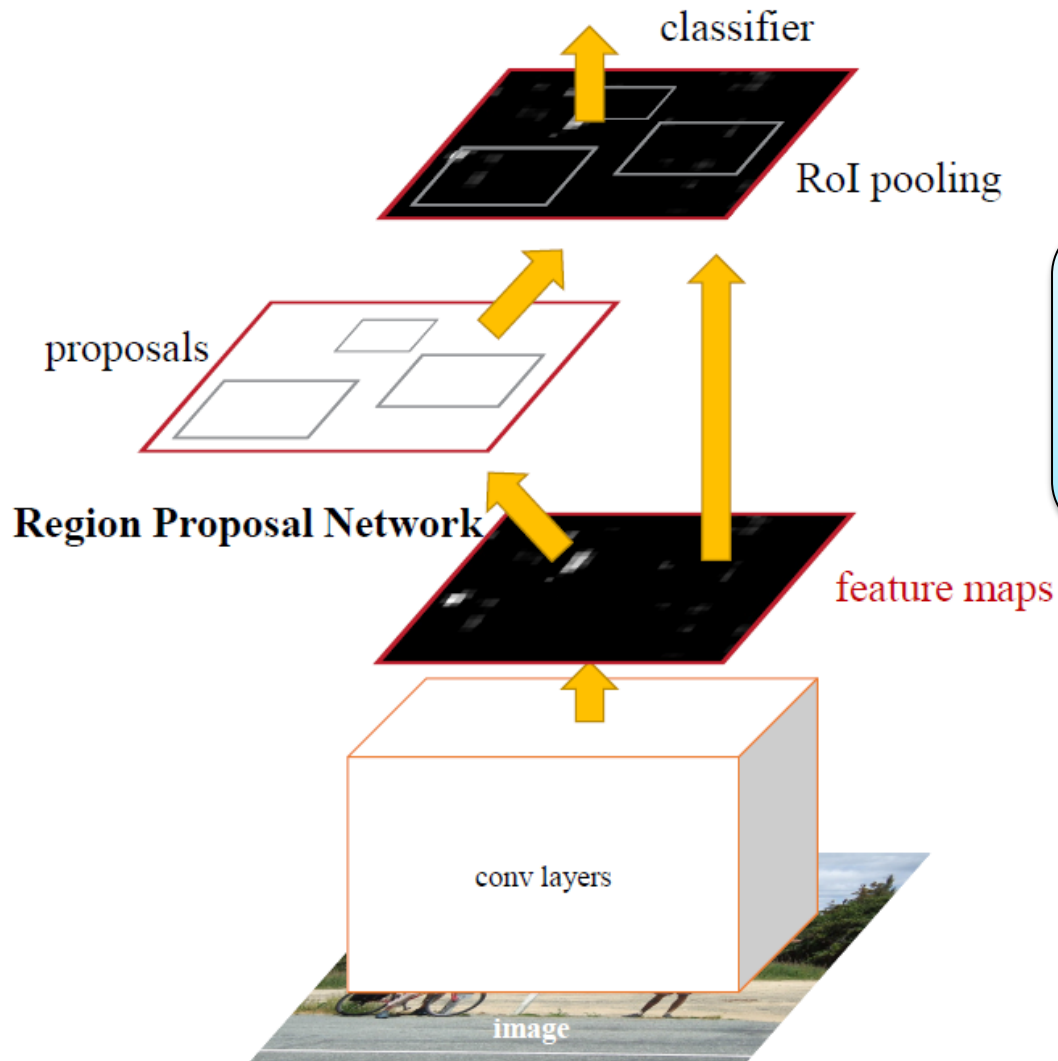 classifier
RoI pooling
proposals
Region Proposal Network
feature maps
conv layers
image